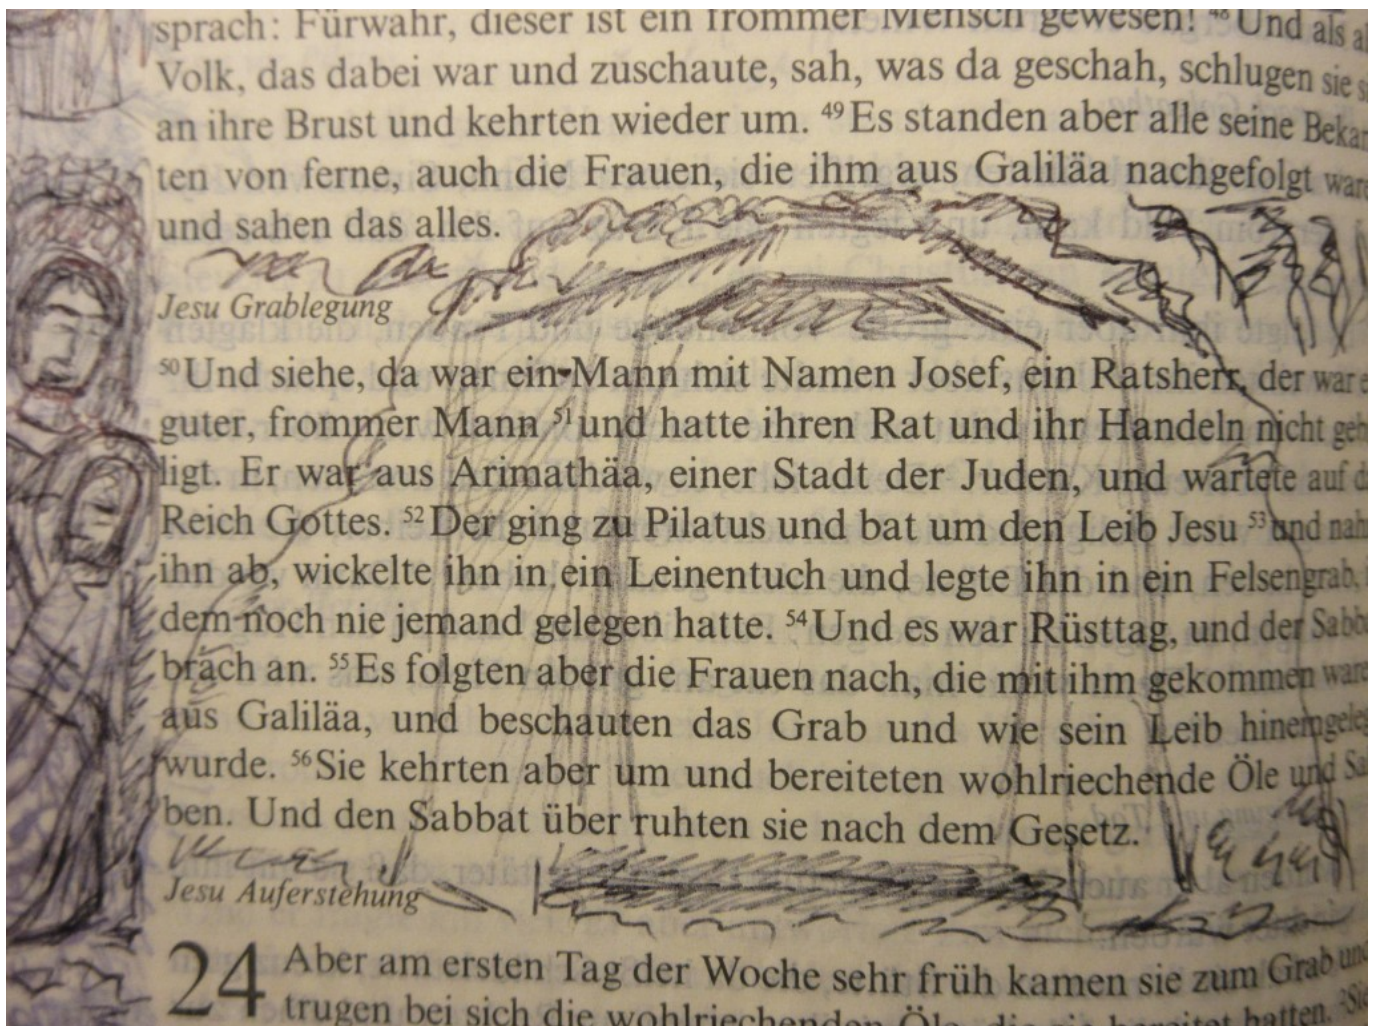 sprach: Fürwahr, dieser ist ein frommer Mensch gewesen! 48 Und als
Volk, das dabei war und zuschaute, sah, was da geschah, schlugen sie
an ihre Brust und kehrten wieder um. 49 Es standen aber alle seine
ten von ferne, auch die Frauen, die ihm aus Galiläa nachgefolgt
und sahen das alles.
Jesu Grablegung
50 Und siehe, da war ein Mann mit Namen Josef, ein Ratsherr, der war
guter, frommer Mann 51 und hatte ihren Rat und ihr Handeln nicht
ligt. Er war aus Arimathäa, einer Stadt der Juden, und wartete auf
Reich Gottes. 52 Der ging zu Pilatus und bat um den Leib Jesu 53 und
ihn ab, wickelte ihn in ein Leinentuch und legte ihn in ein Felsengrab,
dem noch nie jemand gelegen hatte. 54 Und es war Rüsttag, und der
brach an. 55 Es folgten aber die Frauen nach, die mit ihm gekommen
aus Galiläa, und beschauten das Grab und wie sein Leib
wurde. 56 Sie kehrten aber um und bereiteten wohlriechende Öle und
ben. Und den Sabbat über ruhten sie nach dem Gesetz.
Jesu Auferstehung
24 Aber am ersten Tag der Woche sehr früh kamen sie zum Grab und
trugen bei sich die wohlriechenden Öle, die sie bereitet hatten.